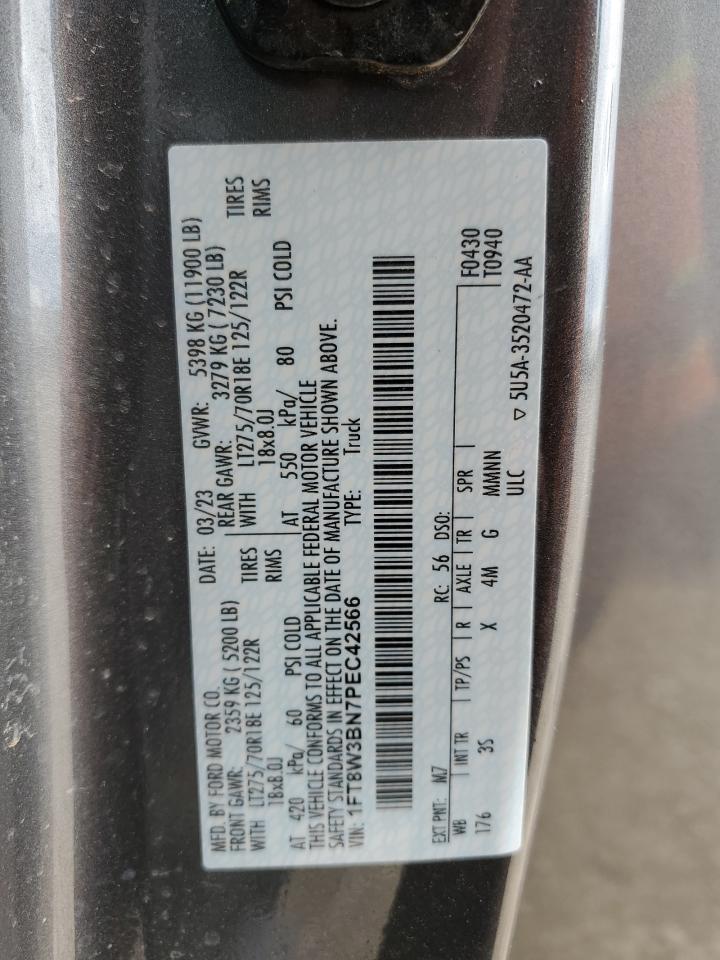 MFD. BY FORD MOTOR CO.
DATE: 03/23 GVWR: 5398 KG (11900 LB)
FRONT GAWR: 2359 KG ( 5200 LB) REAR GAWR: 3279 KG ( 7230 LB)
WITH LT275/70R18E 125/122R TIRES WITH LT275/70R18E 125/122R TIRES
18x8.0J RIMS 18x8.0J RIMS
AT 420 kPa/ 60 PSI COLD AT 550 kPa/ 80 PSI COLD
THIS VEHICLE CONFORMS TO ALL APPLICABLE FEDERAL MOTOR VEHICLE
SAFETY STANDARDS IN EFFECT ON THE DATE OF MANUFACTURE SHOWN ABOVE.
VIN: 1FT8W3BN7PEC42566 TYPE: Truck
EXT PNT: M7 RC: 56 DSO:
WB INT TR TP/PS R AXLE TR SPR F0430
176 3S X 4M G MMNN T0940
ULC ▽ 5U5A-3520472-AA